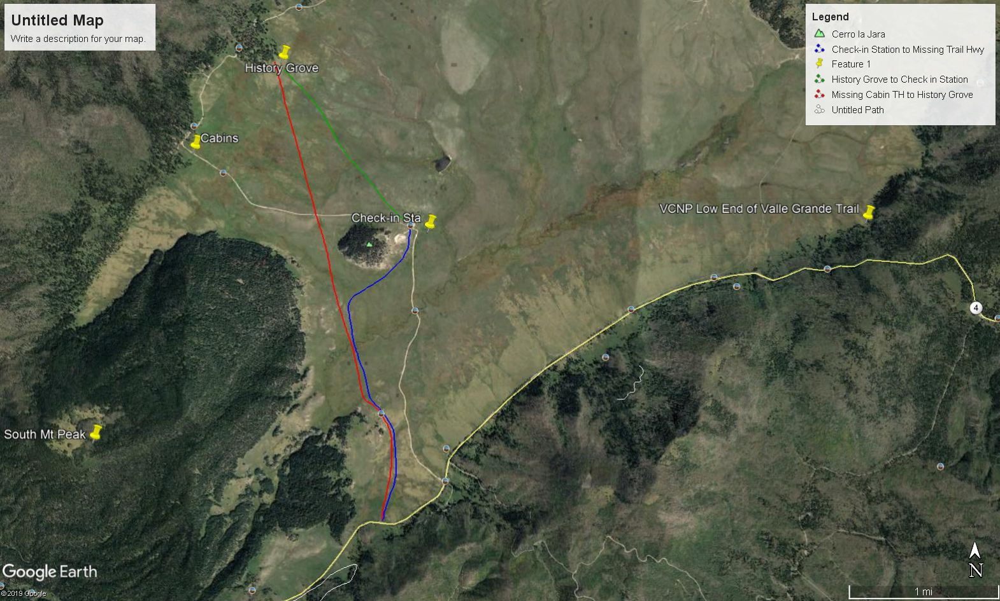 Untitled Map
Write a description for your map.
Legend
Cerro la Jara
Check-in Station to Missing Trail Hwy
Feature 1
History Grove to Check in Station
Missing Cabin TH to History Grove
Untitled Path
History Grove
Cabins
VCNP Low End of Valle Grande Trail
Check-in Sta
4
South Mt Peak
Google Earth
N
©2019 Google
1 mi